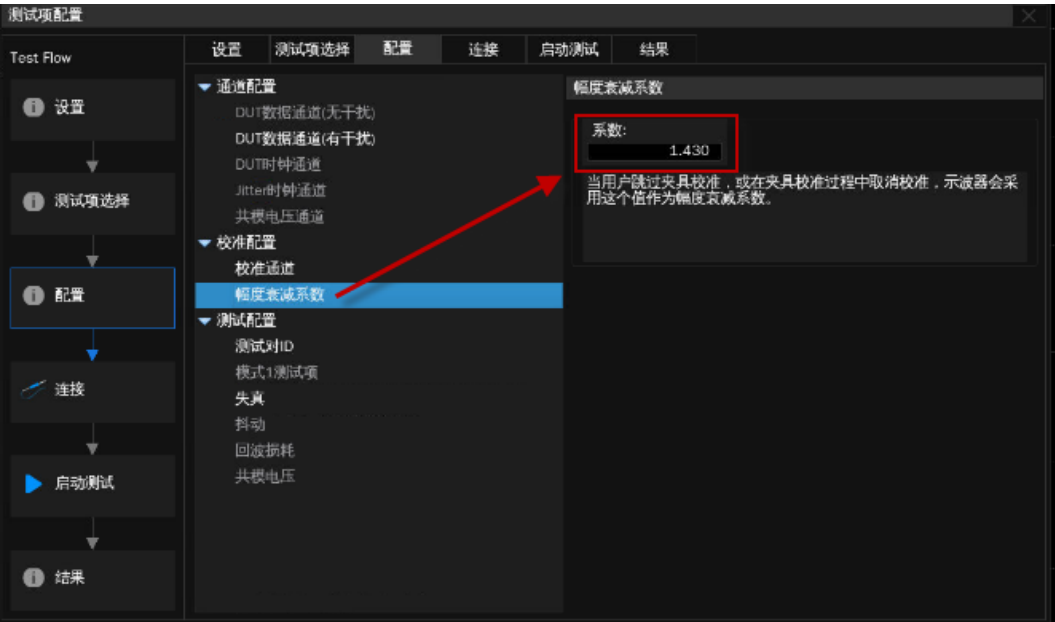 测试项配置
Test Flow
设置
测试项选择
配置
连接
启动测试
结果
设置
测试项选择
配置
连接
启动测试
结果
通道配置
DUT数据通道(无干扰)
DUT数据通道(有干扰)
DUT时钟通道
Jitter时钟通道
共模电压通道
校准配置
校准通道
幅度衰减系数
测试配置
测试对ID
模式1测试项
失真
抖动
回波损耗
共模电压
幅度衰减系数
系数:
1.430
当用户跳过夹具校准，或在夹具校准过程中取消校准，示波器会采
用这个值作为幅度衰减系数。